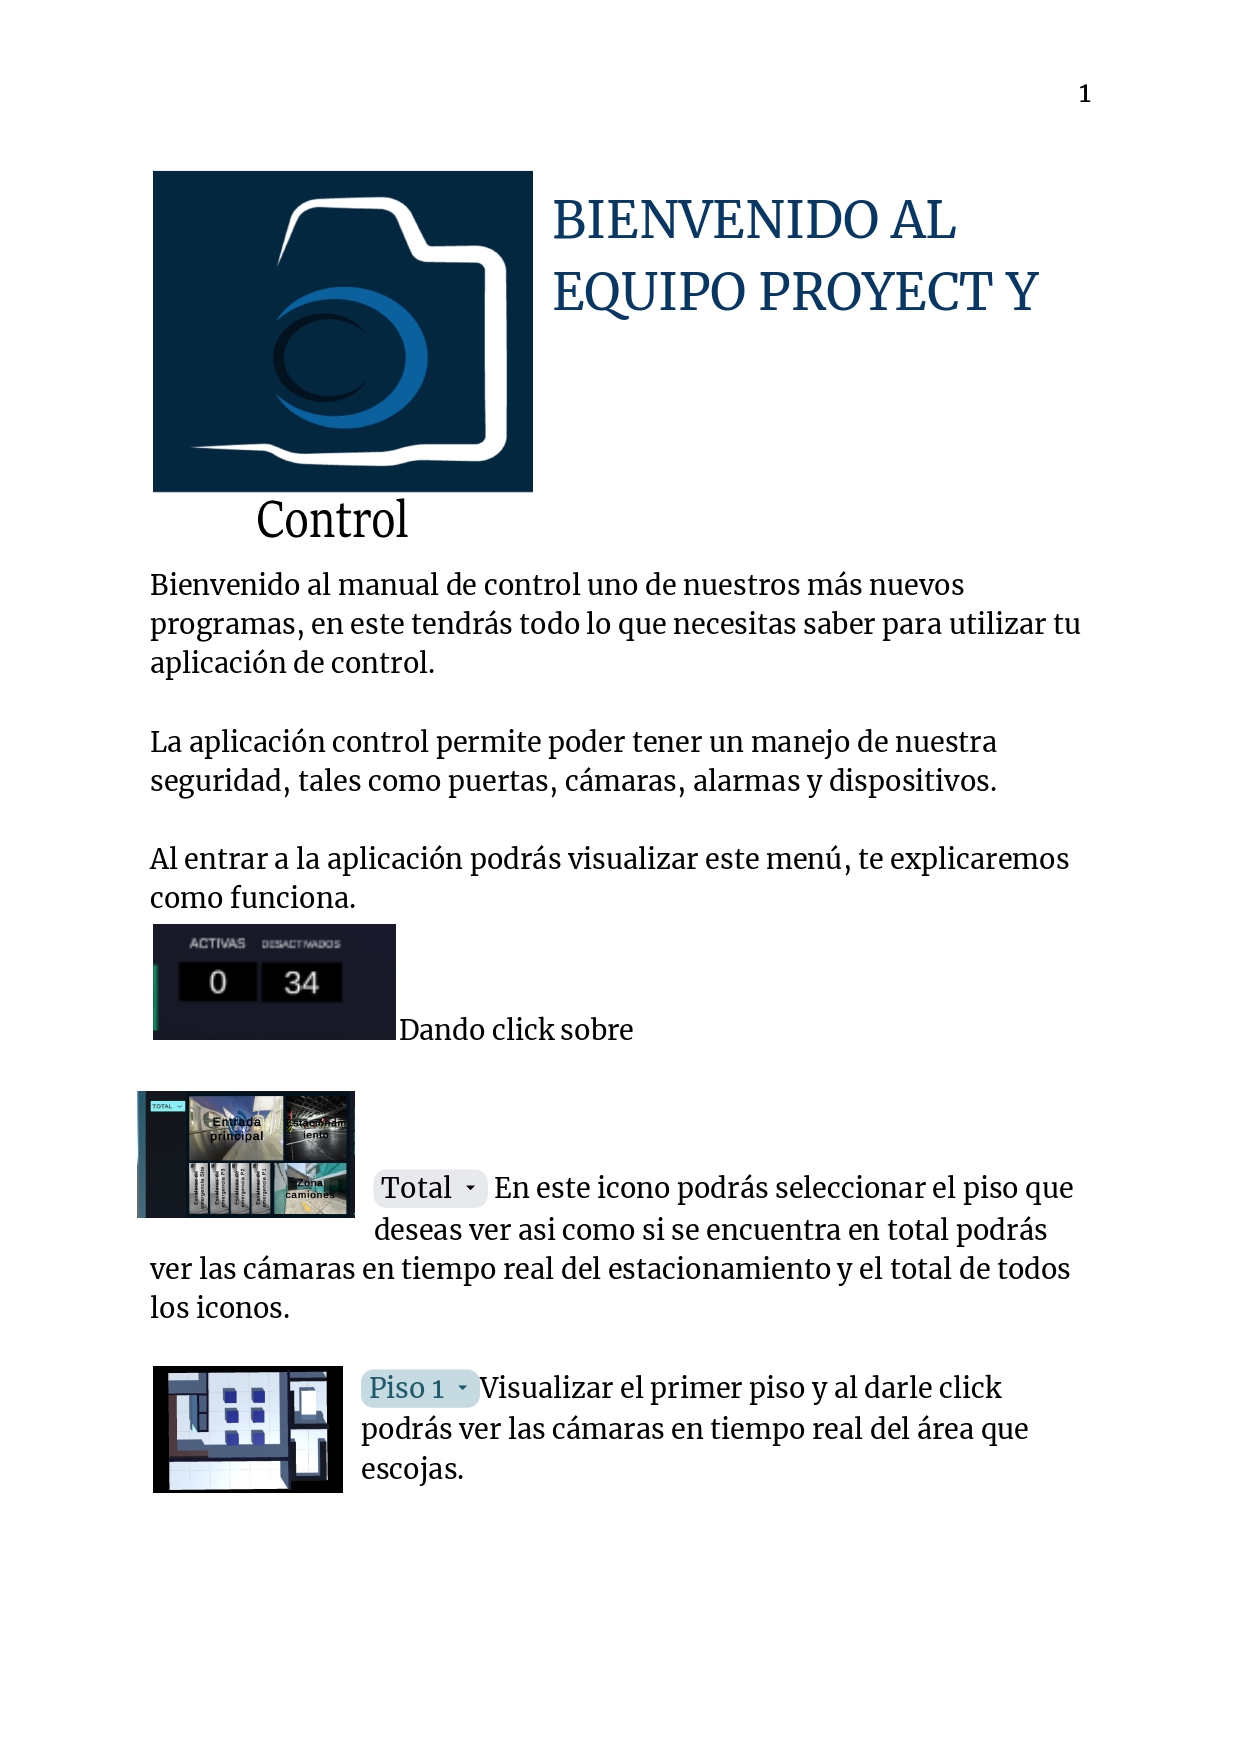 1
BIENVENIDO AL
EQUIPO PROYECT Y
Control
Bienvenido al manual de control uno de nuestros más nuevos
programas, en este tendrás todo lo que necesitas saber para utilizar tu
aplicación de control.
La aplicación control permite poder tener un manejo de nuestra
seguridad, tales como puertas, cámaras, alarmas y dispositivos.
Al entrar a la aplicación podrás visualizar este menú, te explicaremos
como funciona.
ACTIVAS DESACTIVADOS
0 34
Dando click sobre
TOTAL
Entrada
principal
Estacionam
iento
Zona
camiones
Total En este icono podrás seleccionar el piso que
deseas ver asi como si se encuentra en total podrás
ver las cámaras en tiempo real del estacionamiento y el total de todos
los iconos.
Piso 1 Visualizar el primer piso y al darle click
podrás ver las cámaras en tiempo real del área que
escojas.